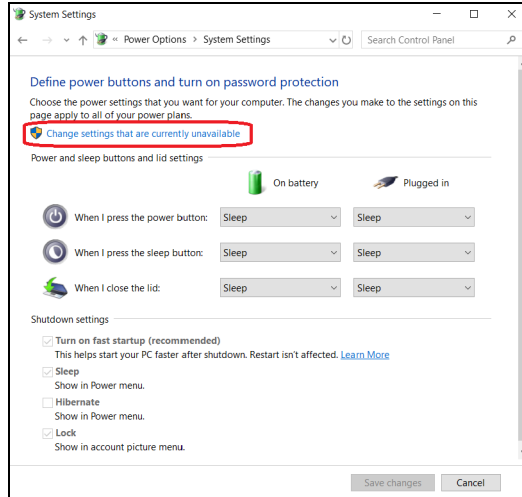 System Settings
« Power Options > System Settings
Search Control Panel
Define power buttons and turn on password protection
Choose the power settings that you want for your computer. The changes you make to the settings on this
page apply to all of your power plans.
Change settings that are currently unavailable
Power and sleep buttons and lid settings
On battery Plugged in
When I press the power button: Sleep Sleep
When I press the sleep button: Sleep Sleep
When I close the lid: Sleep Sleep
Shutdown settings
Turn on fast startup (recommended)
This helps start your PC faster after shutdown. Restart isn't affected. Learn More
Sleep
Show in Power menu.
Hibernate
Show in Power menu.
Lock
Show in account picture menu.
Save changes Cancel